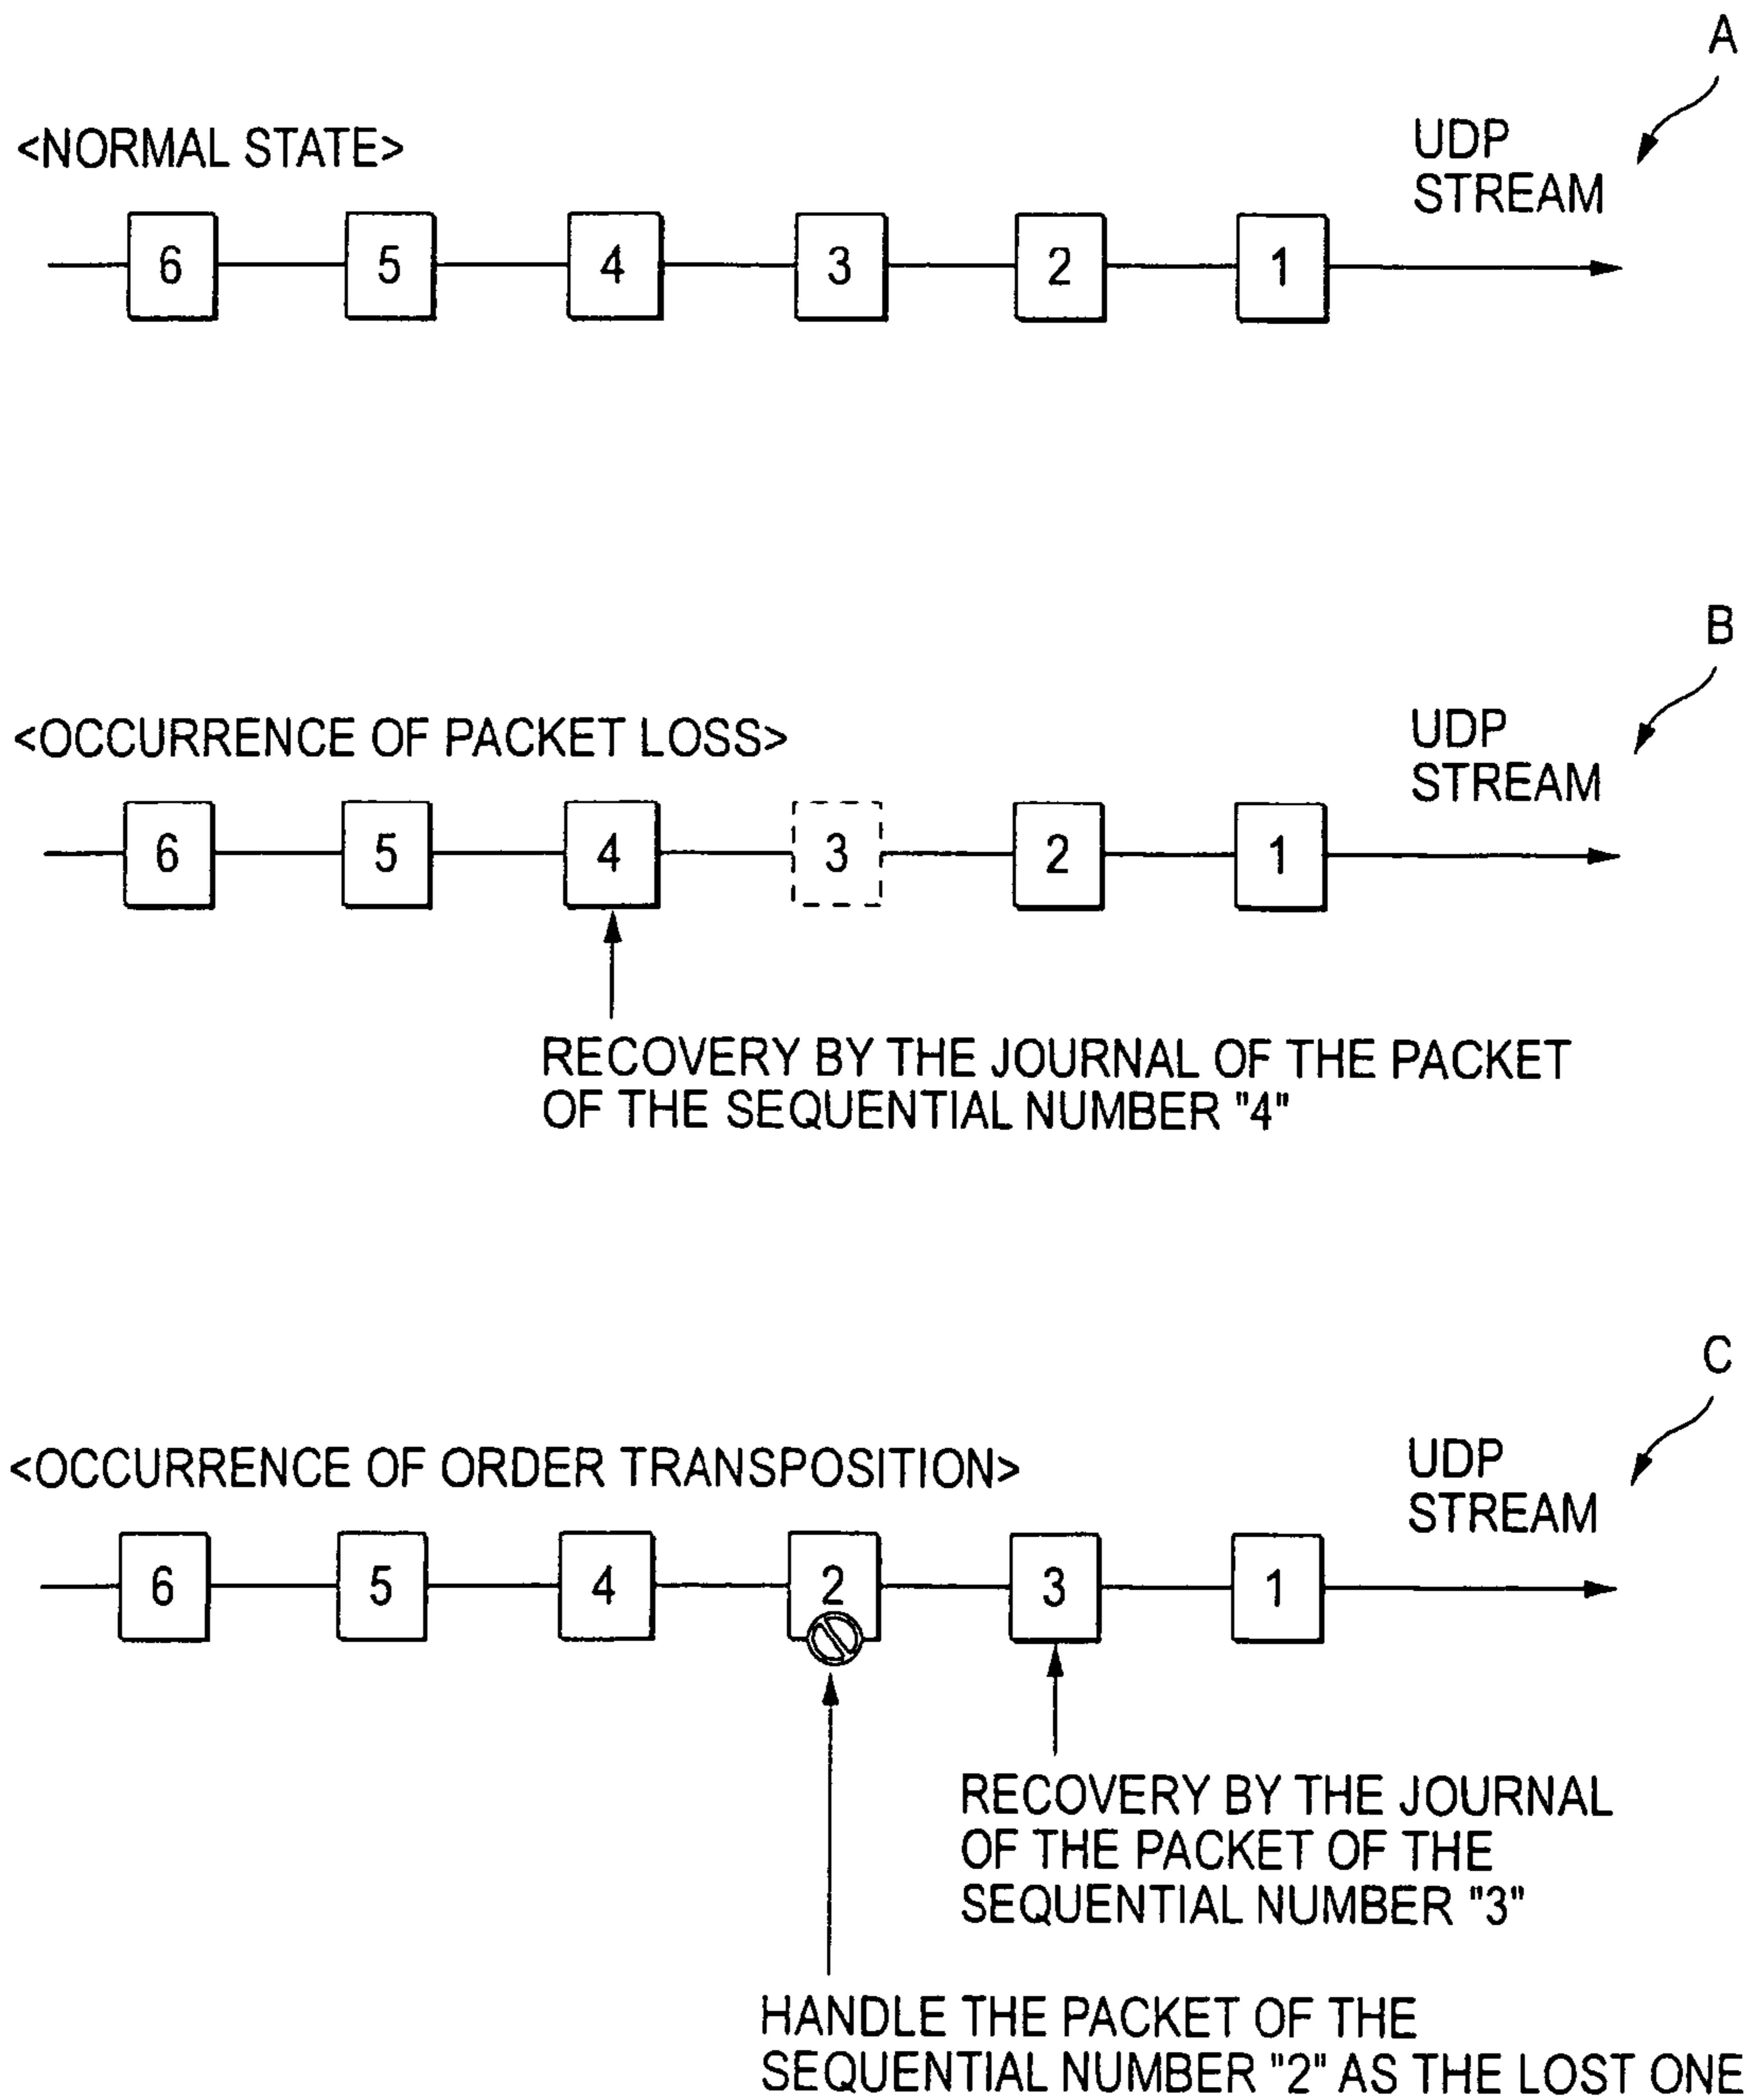 A
<NORMAL STATE>
UDP
STREAM
6 5 4 3 2 1
B
<OCCURRENCE OF PACKET LOSS>
UDP
STREAM
6 5 4 3 2 1
RECOVERY BY THE JOURNAL OF THE PACKET
OF THE SEQUENTIAL NUMBER "4"
C
<OCCURRENCE OF ORDER TRANSPOSITION>
UDP
STREAM
6 5 4 2 3 1
RECOVERY BY THE JOURNAL
OF THE PACKET OF THE
SEQUENTIAL NUMBER "3"
HANDLE THE PACKET OF THE
SEQUENTIAL NUMBER "2" AS THE LOST ONE